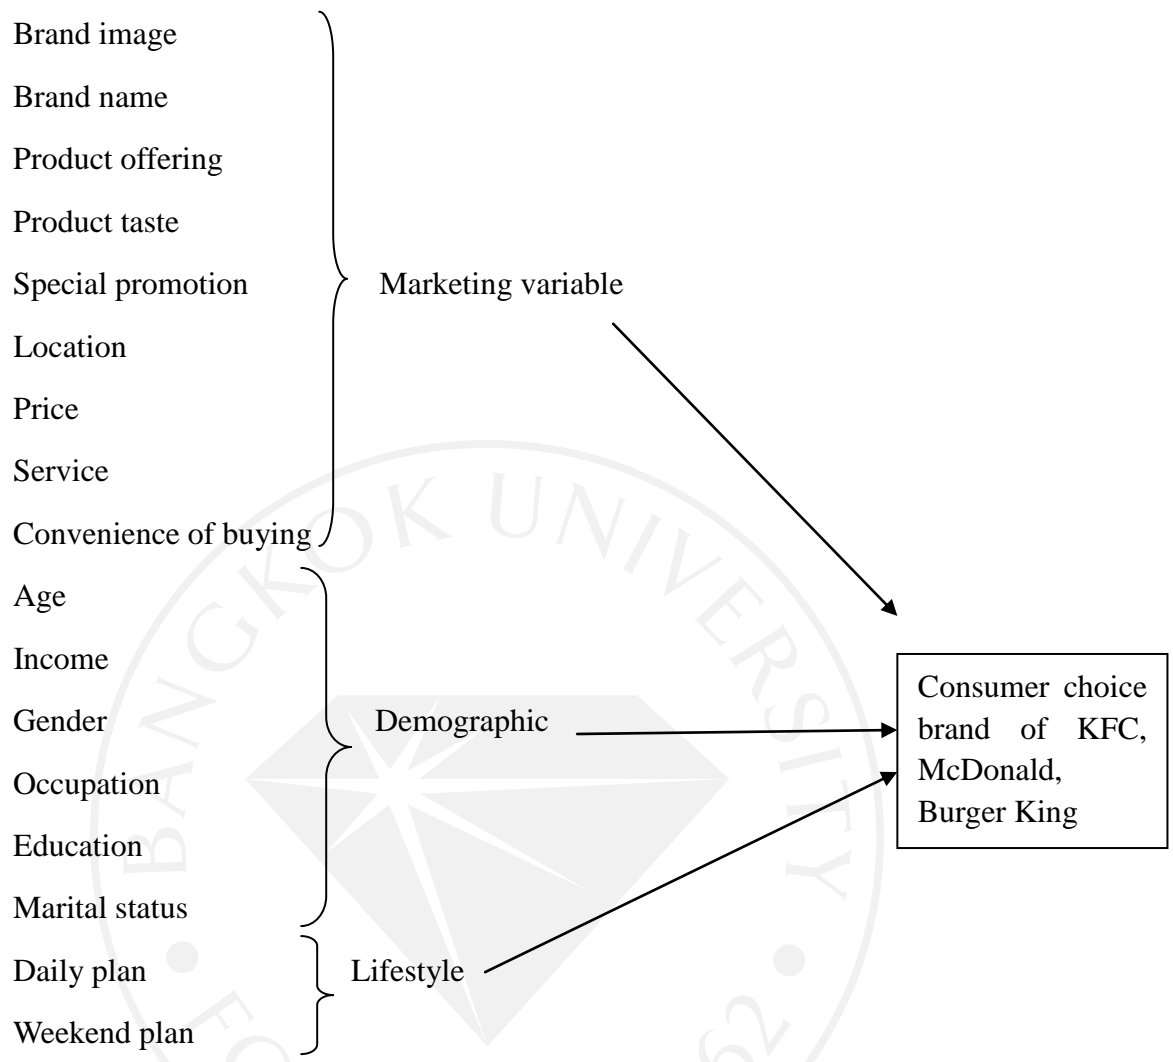 Brand image
Brand name
Product offering
Product taste
Special promotion
Marketing variable
Location
Price
Service
Convenience of buying
Age
Income
Gender
Demographic
Occupation
Education
Marital status
Daily plan
Lifestyle
Weekend plan
Consumer choice
brand of KFC,
McDonald,
Burger King
BANGKOK UNIVERSITY